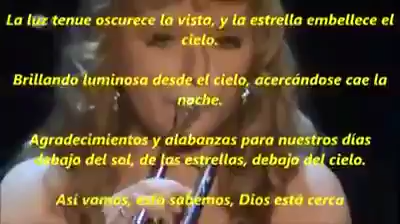 La luz tenue oscurece la vista, y la estrella embellece el
cielo.
Brillando luminosa desde el cielo, acercándose cae la
noche.
Agradecimientos y alabanzas para nuestros días
debajo del sol, de las estrellas, debajo del cielo.
Así vamos, esto sabemos, Dios está cerca